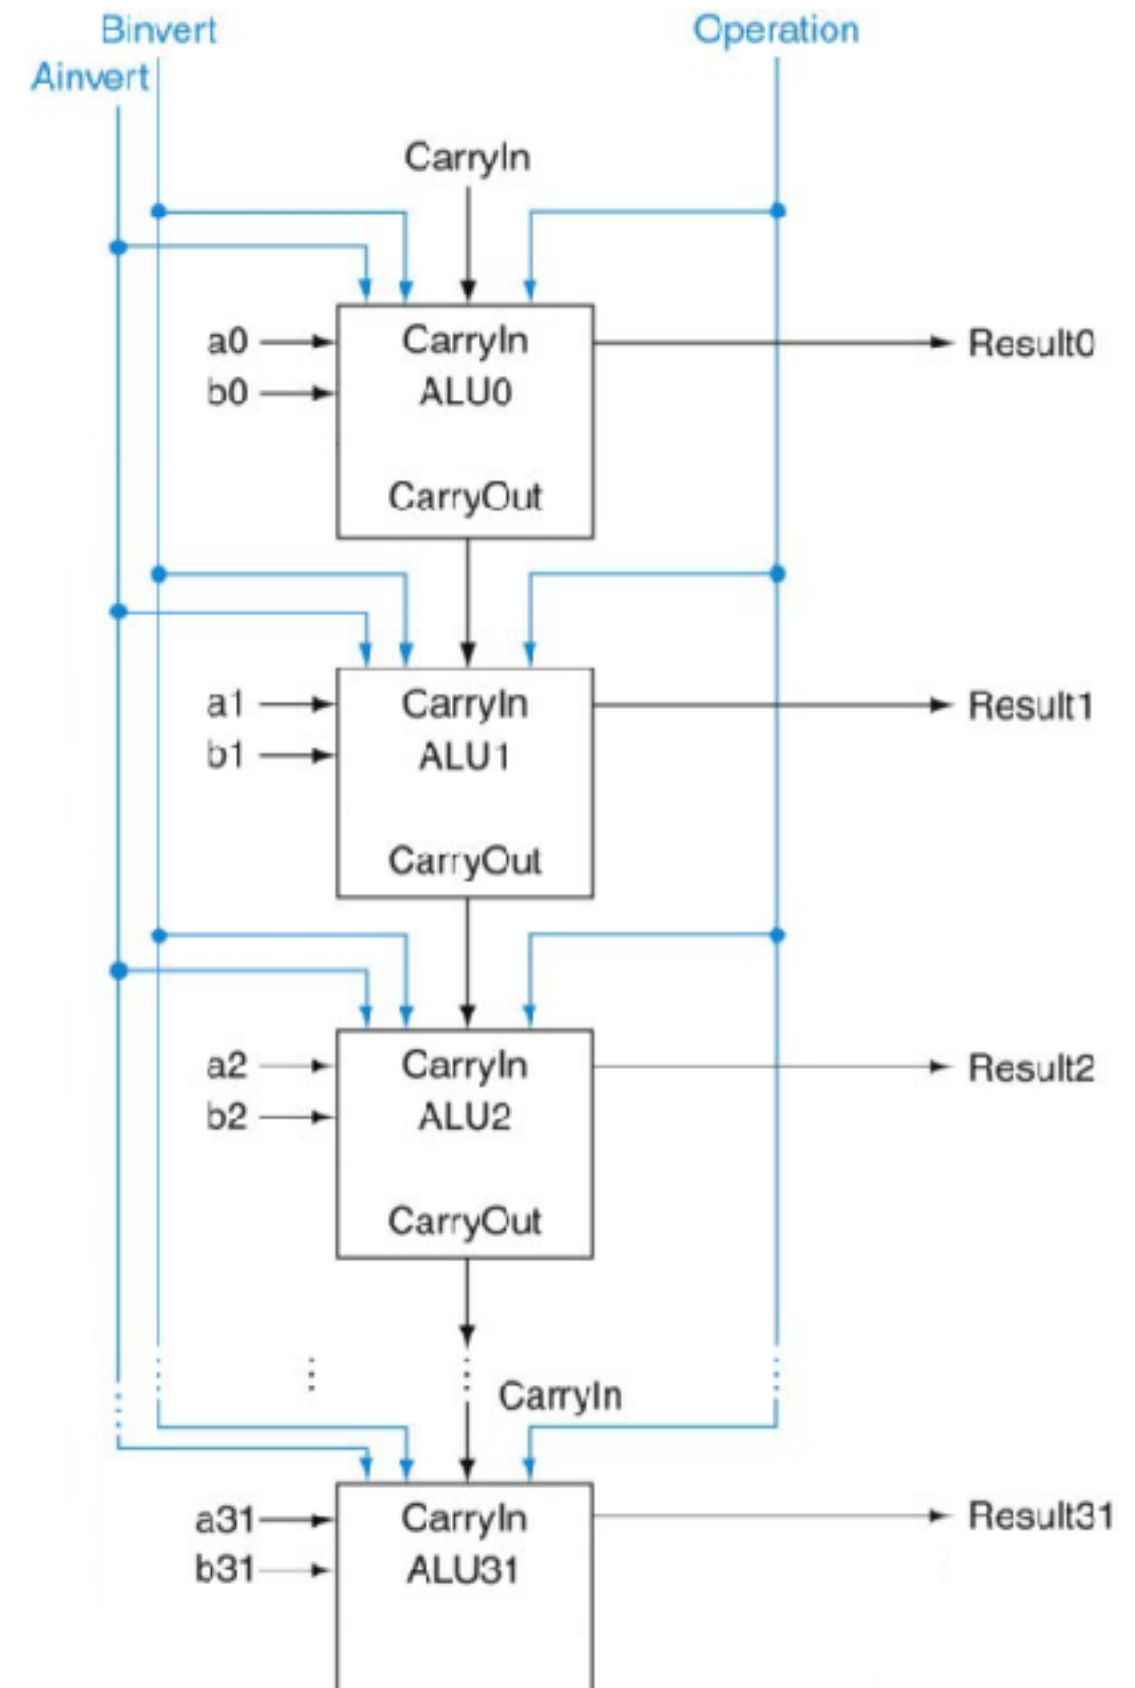 Binvert
Operation
Ainvert
CarryIn
a0
CarryIn
Result0
b0
ALU0
CarryOut
a1
CarryIn
Result1
b1
ALU1
CarryOut
a2
CarryIn
Result2
b2
ALU2
CarryOut
CarryIn
a31
CarryIn
Result31
b31
ALU31